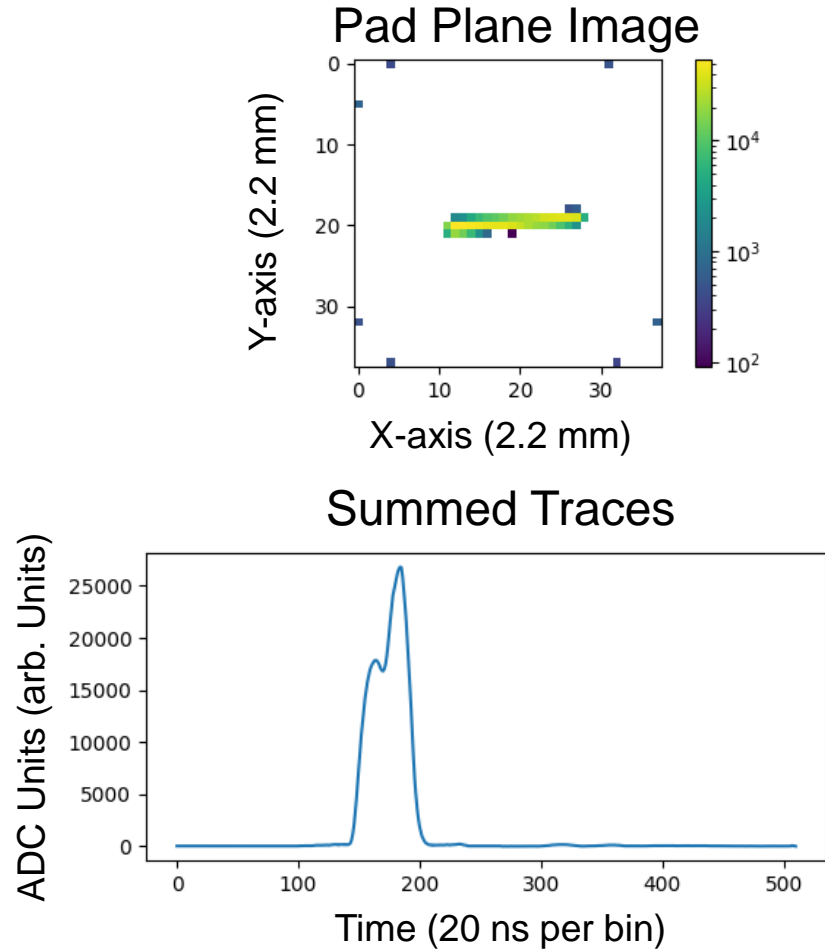 Pad Plane Image
Y-axis (2.2 mm)
0
10
20
30
0 10 20 30
10^4
10^3
10^2
X-axis (2.2 mm)
Summed Traces
ADC Units (arb. Units)
25000
20000
15000
10000
5000
0
0 100 200 300 400 500
Time (20 ns per bin)